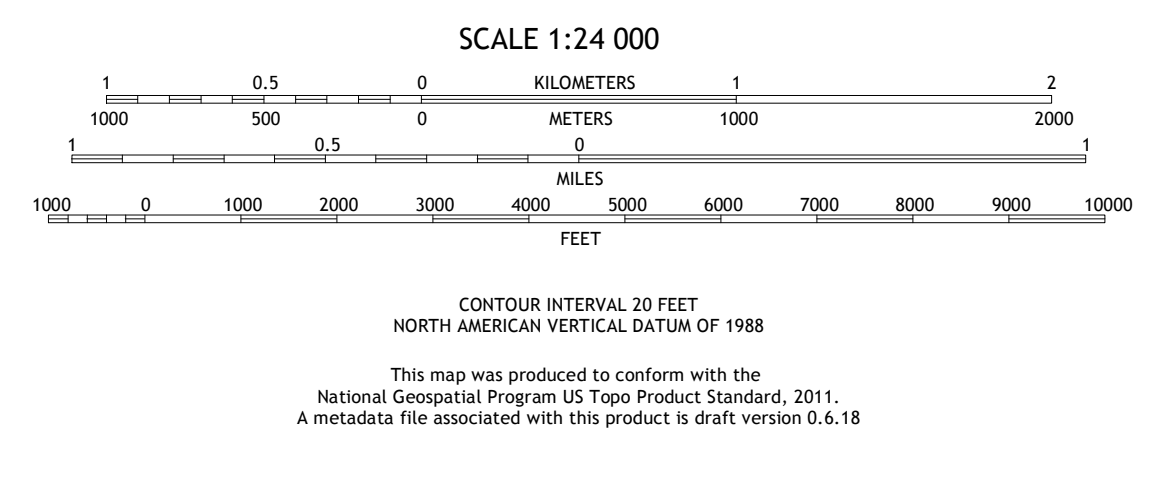 SCALE 1:24 000
1 0.5 0 KILOMETERS 1 2
1000 500 0 METERS 1000 2000
1 0.5 0 1
MILES
1000 0 1000 2000 3000 4000 5000 6000 7000 8000 9000 10000
FEET
CONTOUR INTERVAL 20 FEET
NORTH AMERICAN VERTICAL DATUM OF 1988
This map was produced to conform with the
National Geospatial Program US Topo Product Standard, 2011.
A metadata file associated with this product is draft version 0.6.18